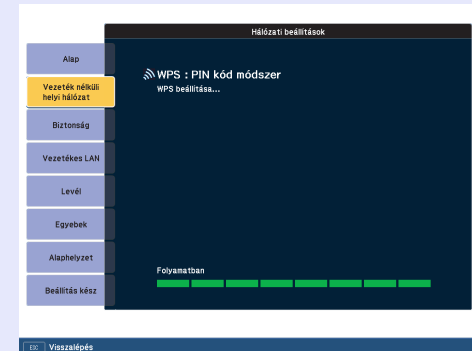 Hálózati beállítások
Alap
Vezeték nélküli
helyi hálózat
Biztonság
Vezetékes LAN
Levél
Egyebek
Alaphelyzet
Beállítás kész
WPS : PIN kód módszer
WPS beállítása...
Folyamatban
Esc Visszalépés